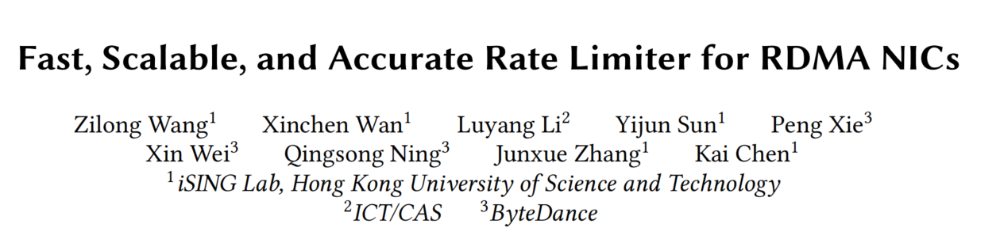 Fast, Scalable, and Accurate Rate Limiter for RDMA NICs
Zilong Wang¹ Xinchen Wan¹ Luyang Li² Yijun Sun¹ Peng Xie³
Xin Wei³ Qingsong Ning³ Junxue Zhang¹ Kai Chen¹
¹iSING Lab, Hong Kong University of Science and Technology
²ICT/CAS ³ByteDance